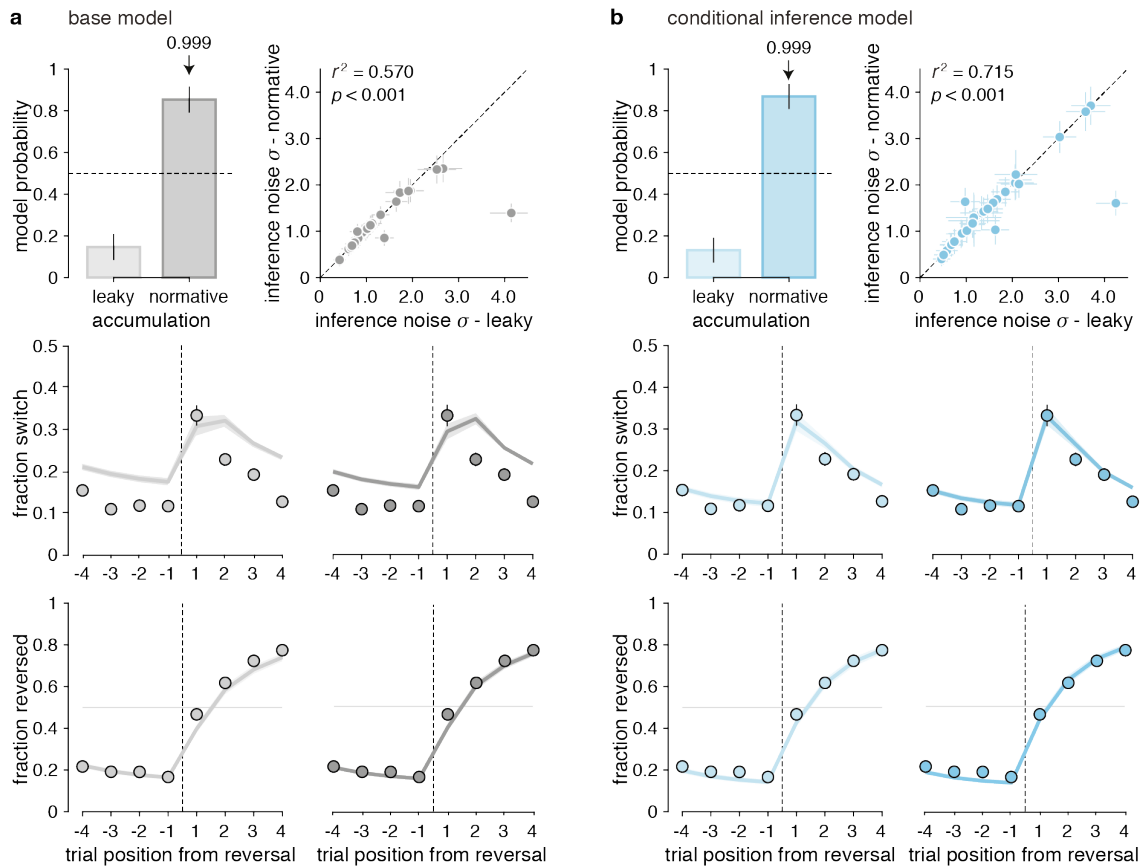 a base model
b conditional inference model
0.999
model probability
1
0.8
0.6
0.4
0.2
0
leaky normative
accumulation
inference noise σ - normative
r² = 0.570
p < 0.001
4.0
3.0
2.0
1.0
0
0 1.0 2.0 3.0 4.0
inference noise σ - leaky
0.999
model probability
1
0.8
0.6
0.4
0.2
0
leaky normative
accumulation
inference noise σ - normative
r² = 0.715
p < 0.001
4.0
3.0
2.0
1.0
0
0 1.0 2.0 3.0 4.0
inference noise σ - leaky
fraction switch
0.5
0.4
0.3
0.2
0.1
0
-4 -3 -2 -1 1 2 3 4
-4 -3 -2 -1 1 2 3 4
fraction switch
0.5
0.4
0.3
0.2
0.1
0
-4 -3 -2 -1 1 2 3 4
-4 -3 -2 -1 1 2 3 4
fraction reversed
1
0.8
0.6
0.4
0.2
0
-4 -3 -2 -1 1 2 3 4
trial position from reversal
-4 -3 -2 -1 1 2 3 4
trial position from reversal
fraction reversed
1
0.8
0.6
0.4
0.2
0
-4 -3 -2 -1 1 2 3 4
trial position from reversal
-4 -3 -2 -1 1 2 3 4
trial position from reversal